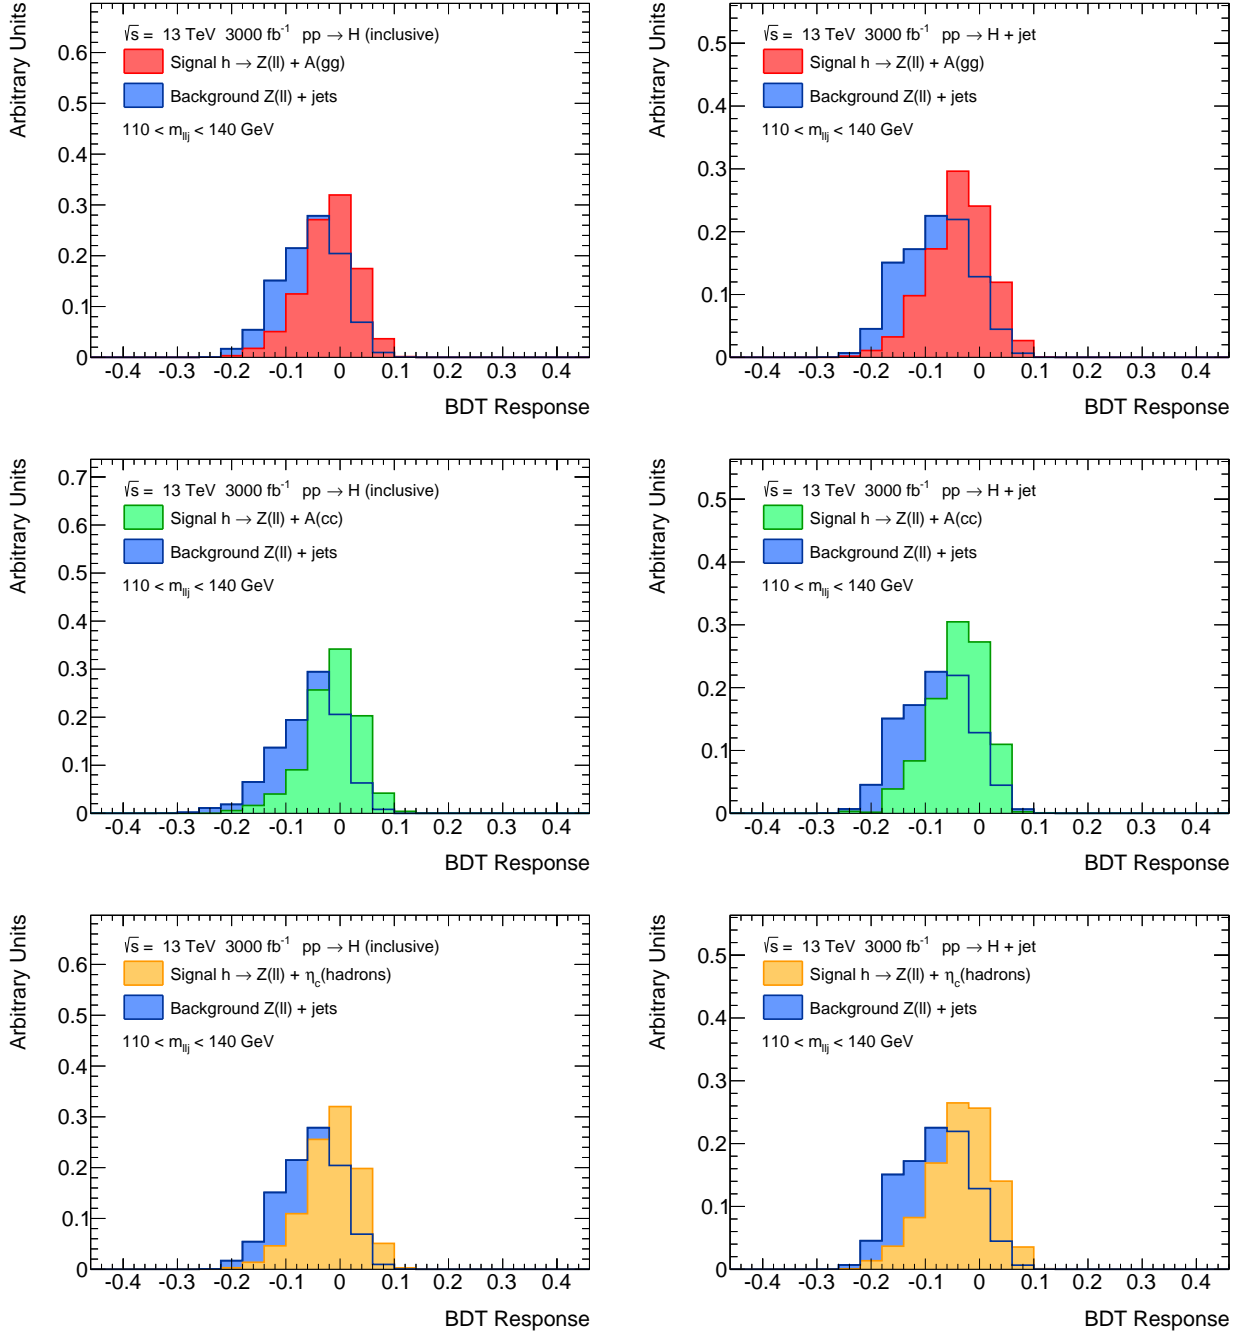 Arbitrary Units
√s = 13 TeV 3000 fb⁻¹ pp → H (inclusive)
Signal h → Z(ll) + A(gg)
Background Z(ll) + jets
110 < m_llj < 140 GeV
0.6
0.5
0.4
0.3
0.2
0.1
0
-0.4 -0.3 -0.2 -0.1 0 0.1 0.2 0.3 0.4
BDT Response
Arbitrary Units
√s = 13 TeV 3000 fb⁻¹ pp → H + jet
Signal h → Z(ll) + A(gg)
Background Z(ll) + jets
110 < m_llj < 140 GeV
0.5
0.4
0.3
0.2
0.1
0
-0.4 -0.3 -0.2 -0.1 0 0.1 0.2 0.3 0.4
BDT Response
Arbitrary Units
√s = 13 TeV 3000 fb⁻¹ pp → H (inclusive)
Signal h → Z(ll) + A(cc)
Background Z(ll) + jets
110 < m_llj < 140 GeV
0.7
0.6
0.5
0.4
0.3
0.2
0.1
0
-0.4 -0.3 -0.2 -0.1 0 0.1 0.2 0.3 0.4
BDT Response
Arbitrary Units
√s = 13 TeV 3000 fb⁻¹ pp → H + jet
Signal h → Z(ll) + A(cc)
Background Z(ll) + jets
110 < m_llj < 140 GeV
0.5
0.4
0.3
0.2
0.1
0
-0.4 -0.3 -0.2 -0.1 0 0.1 0.2 0.3 0.4
BDT Response
Arbitrary Units
√s = 13 TeV 3000 fb⁻¹ pp → H (inclusive)
Signal h → Z(ll) + η_c(hadrons)
Background Z(ll) + jets
110 < m_llj < 140 GeV
0.6
0.5
0.4
0.3
0.2
0.1
0
-0.4 -0.3 -0.2 -0.1 0 0.1 0.2 0.3 0.4
BDT Response
Arbitrary Units
√s = 13 TeV 3000 fb⁻¹ pp → H + jet
Signal h → Z(ll) + η_c(hadrons)
Background Z(ll) + jets
110 < m_llj < 140 GeV
0.5
0.4
0.3
0.2
0.1
0
-0.4 -0.3 -0.2 -0.1 0 0.1 0.2 0.3 0.4
BDT Response